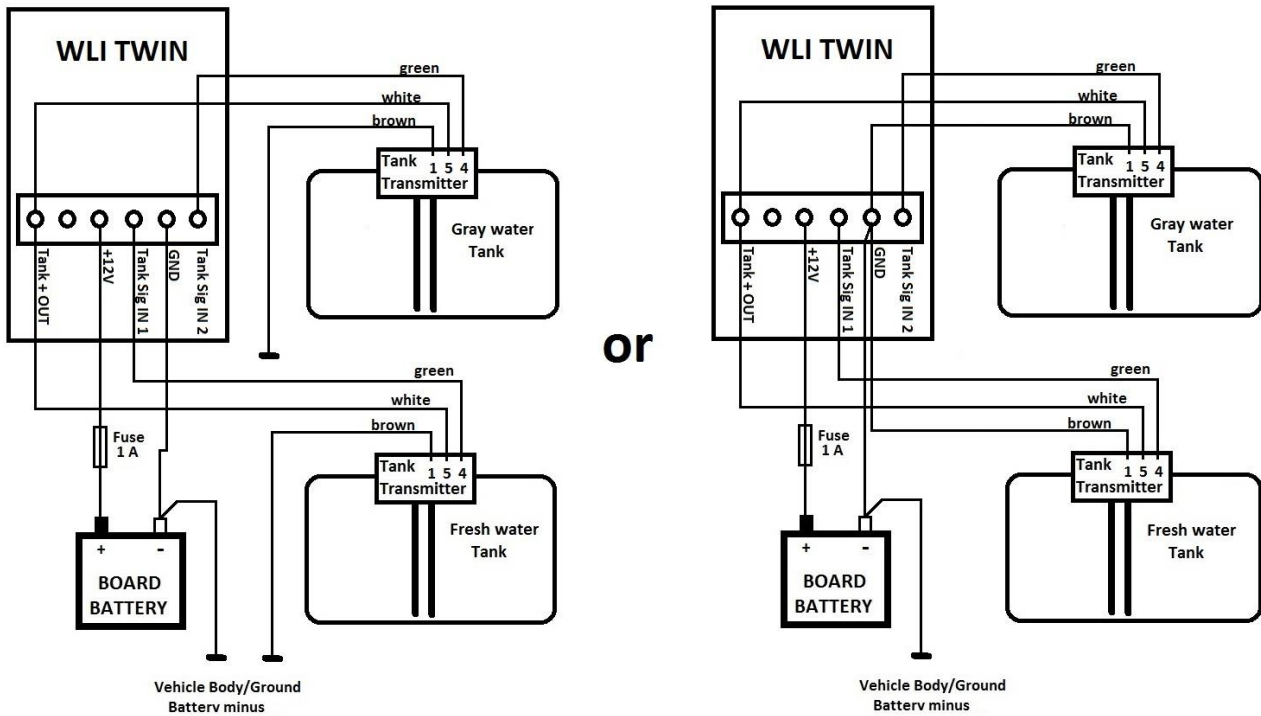 WLI TWIN
green
white
brown
Tank 1 5 4
Transmitter
Gray water
Tank
Tank + OUT
+12V
Tank Sig IN 1
GND
Tank Sig IN 2
green
white
brown
Fuse
1 A
Tank 1 5 4
Transmitter
Fresh water
Tank
+ -
BOARD
BATTERY
Vehicle Body/Ground
Battery minus
or
WLI TWIN
green
white
brown
Tank 1 5 4
Transmitter
Gray water
Tank
Tank + OUT
+12V
Tank Sig IN 1
GND
Tank Sig IN 2
green
white
brown
Fuse
1 A
Tank 1 5 4
Transmitter
Fresh water
Tank
+ -
BOARD
BATTERY
Vehicle Body/Ground
Battery minus